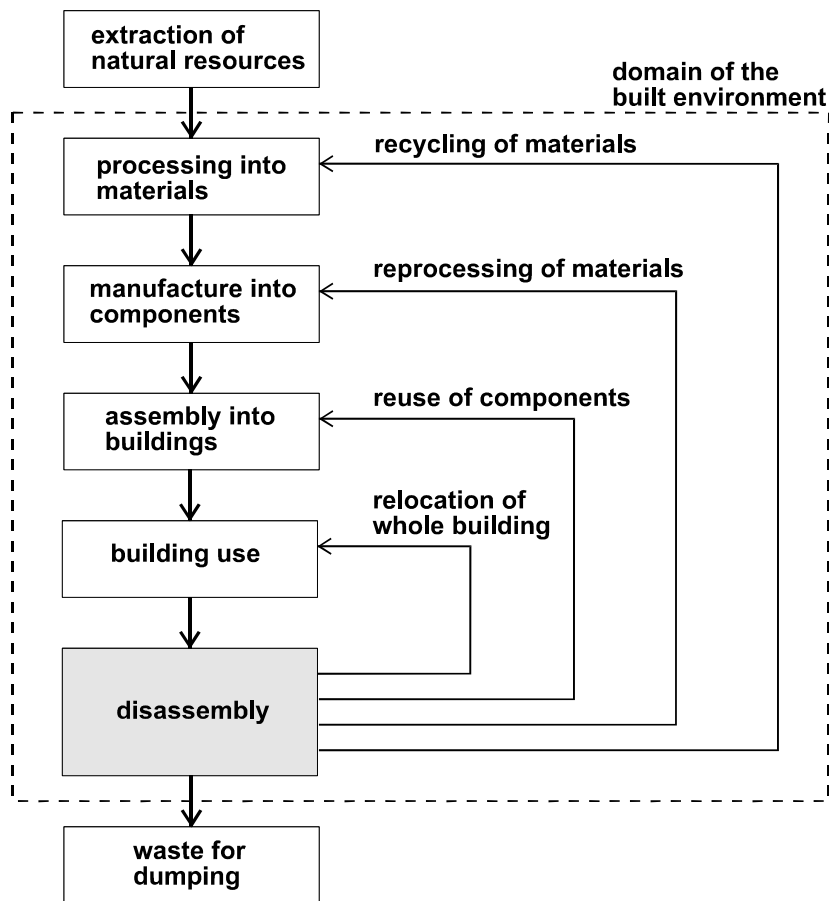 extraction of
natural resources
domain of the
built environment
processing into
materials
recycling of materials
manufacture into
components
reprocessing of materials
assembly into
buildings
reuse of components
relocation of
whole building
building use
disassembly
waste for
dumping